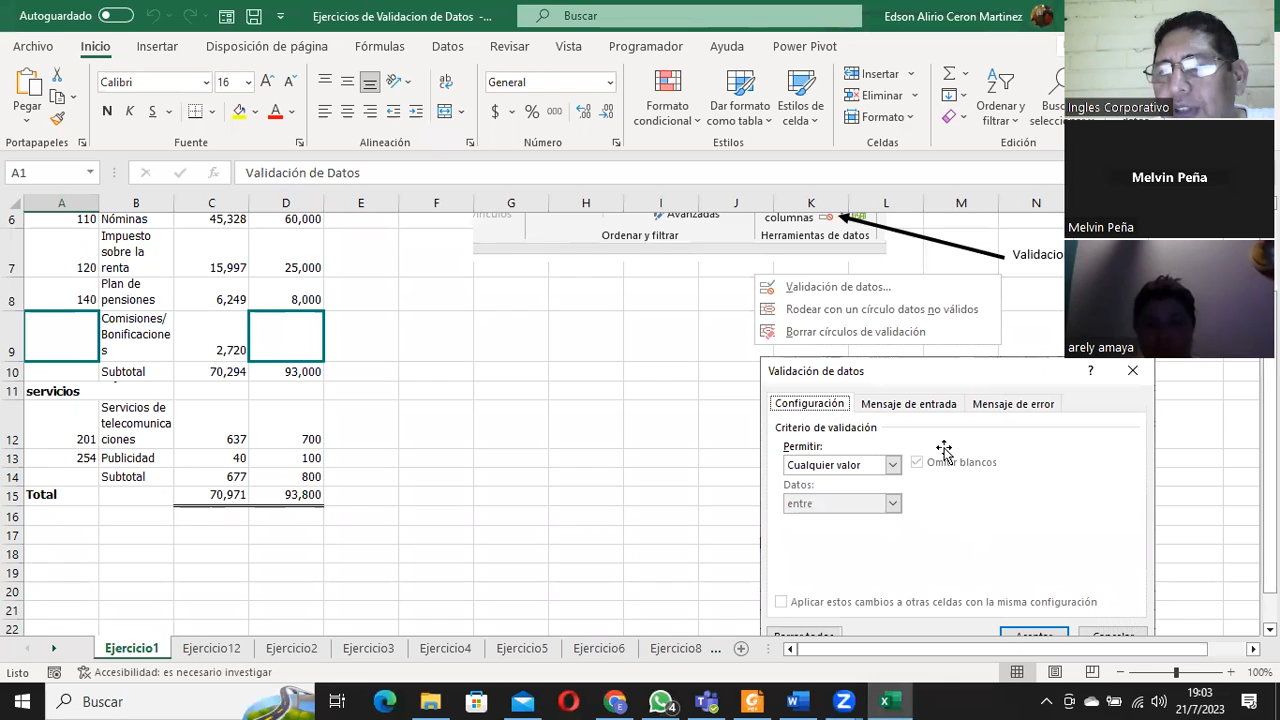 Autoguardado
Ejercicios de Validacion de Datos -...
Buscar
Edson Alirio Ceron Martinez
Archivo Inicio Insertar Disposición de página Fórmulas Datos Revisar Vista Programador Ayuda Power Pivot
Pegar
Calibri 16
N K S
General
$ % 000
Formato condicional
Dar formato como tabla
Estilos de celda
Insertar
Eliminar
Formato
Ordenar y filtrar
Portapapeles Fuente Alineación Número Estilos Celdas Edición
Ingles Corporativo
Melvin Peña
Melvin Peña
arely amaya
A1 fx Validación de Datos
A B C D E F G H I J K L M N
6 110 Nóminas 45,328 60,000
7 120 Impuesto sobre la renta 15,997 25,000
8 140 Plan de pensiones 6,249 8,000
9 Comisiones/Bonificaciones 2,720
10 Subtotal 70,294 93,000
11 servicios
12 201 Servicios de telecomunicaciones 637 700
13 254 Publicidad 40 100
14 Subtotal 677 800
15 Total 70,971 93,800
16
17
18
19
20
21
22
Avanzadas
columnas
Ordenar y filtrar
Herramientas de datos
Validacio
Validación de datos...
Rodear con un círculo datos no válidos
Borrar círculos de validación
Validación de datos ?
Configuración Mensaje de entrada Mensaje de error
Criterio de validación
Permitir:
Cualquier valor
Omitir blancos
Datos:
entre
Aplicar estos cambios a otras celdas con la misma configuración
Borrar todos Aceptar Cancelar
Ejercicio1 Ejercicio12 Ejercicio2 Ejercicio3 Ejercicio4 Ejercicio5 Ejercicio6 Ejercicio8 ...
Listo Accesibilidad: es necesario investigar 100%
Buscar
4
19:03
21/7/2023